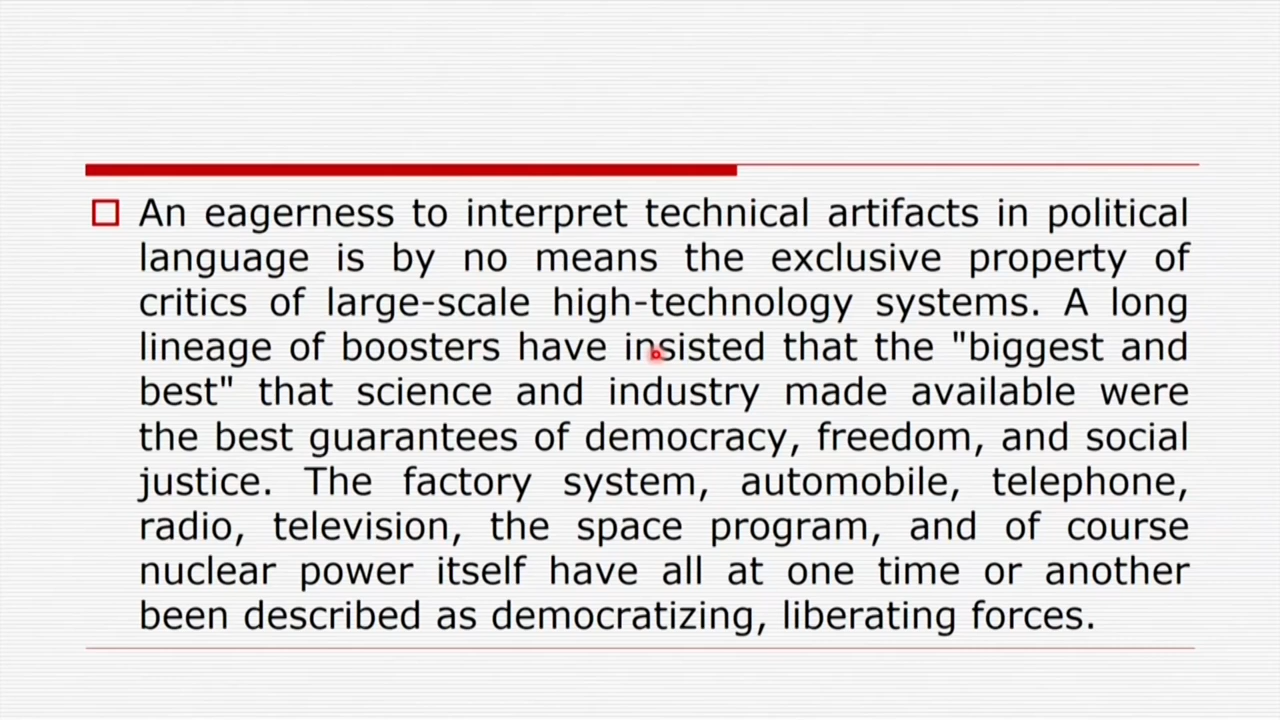 An eagerness to interpret technical artifacts in political
language is by no means the exclusive property of
critics of large-scale high-technology systems. A long
lineage of boosters have insisted that the "biggest and
best" that science and industry made available were
the best guarantees of democracy, freedom, and social
justice. The factory system, automobile, telephone,
radio, television, the space program, and of course
nuclear power itself have all at one time or another
been described as democratizing, liberating forces.